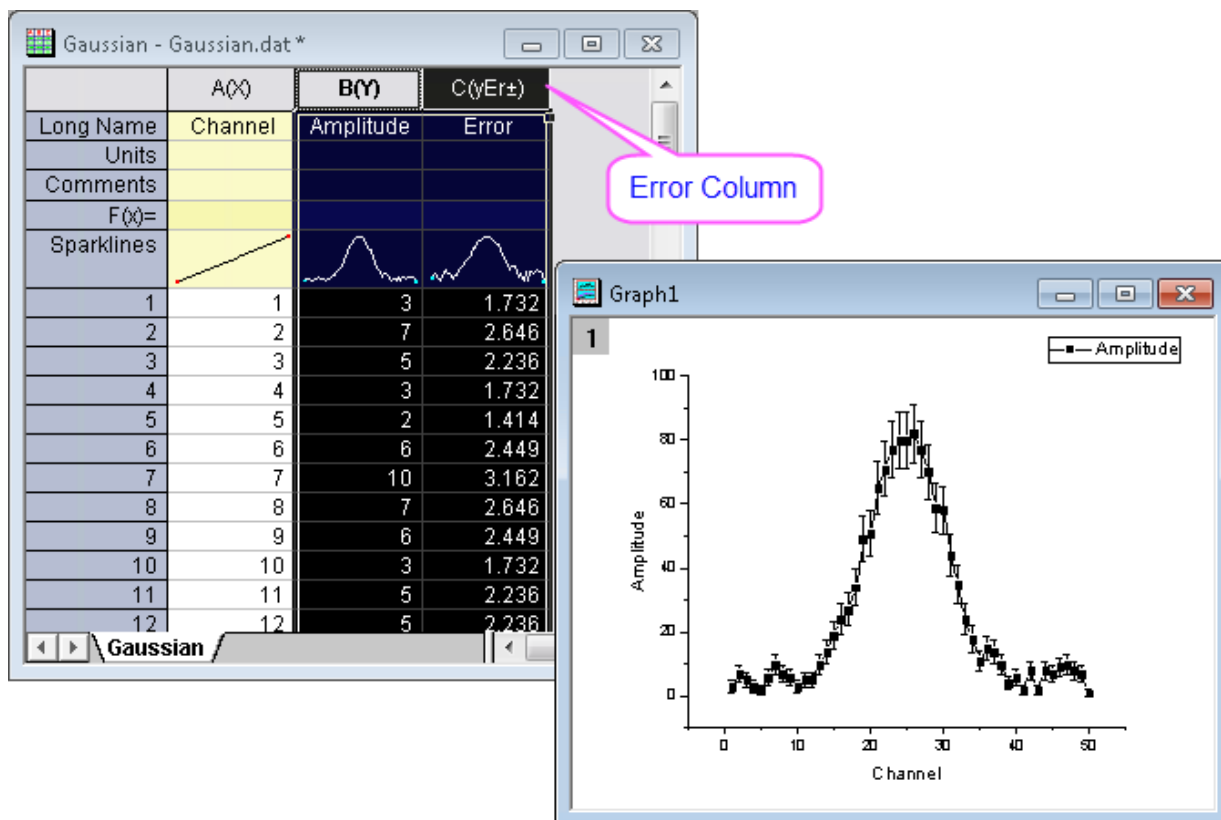 Gaussian - Gaussian.dat *
A(X) B(Y) C(yEr±)
Long Name Channel Amplitude Error
Units
Comments
F(x)=
Sparklines
1 1 3 1.732
2 2 7 2.646
3 3 5 2.236
4 4 3 1.732
5 5 2 1.414
6 6 6 2.449
7 7 10 3.162
8 8 7 2.646
9 9 6 2.449
10 10 3 1.732
11 11 5 2.236
12 12 5 2.236
Gaussian
Error Column
Graph1
1
Amplitude
100
80
60
40
20
0
Amplitude
0 10 20 30 40 50
Channel